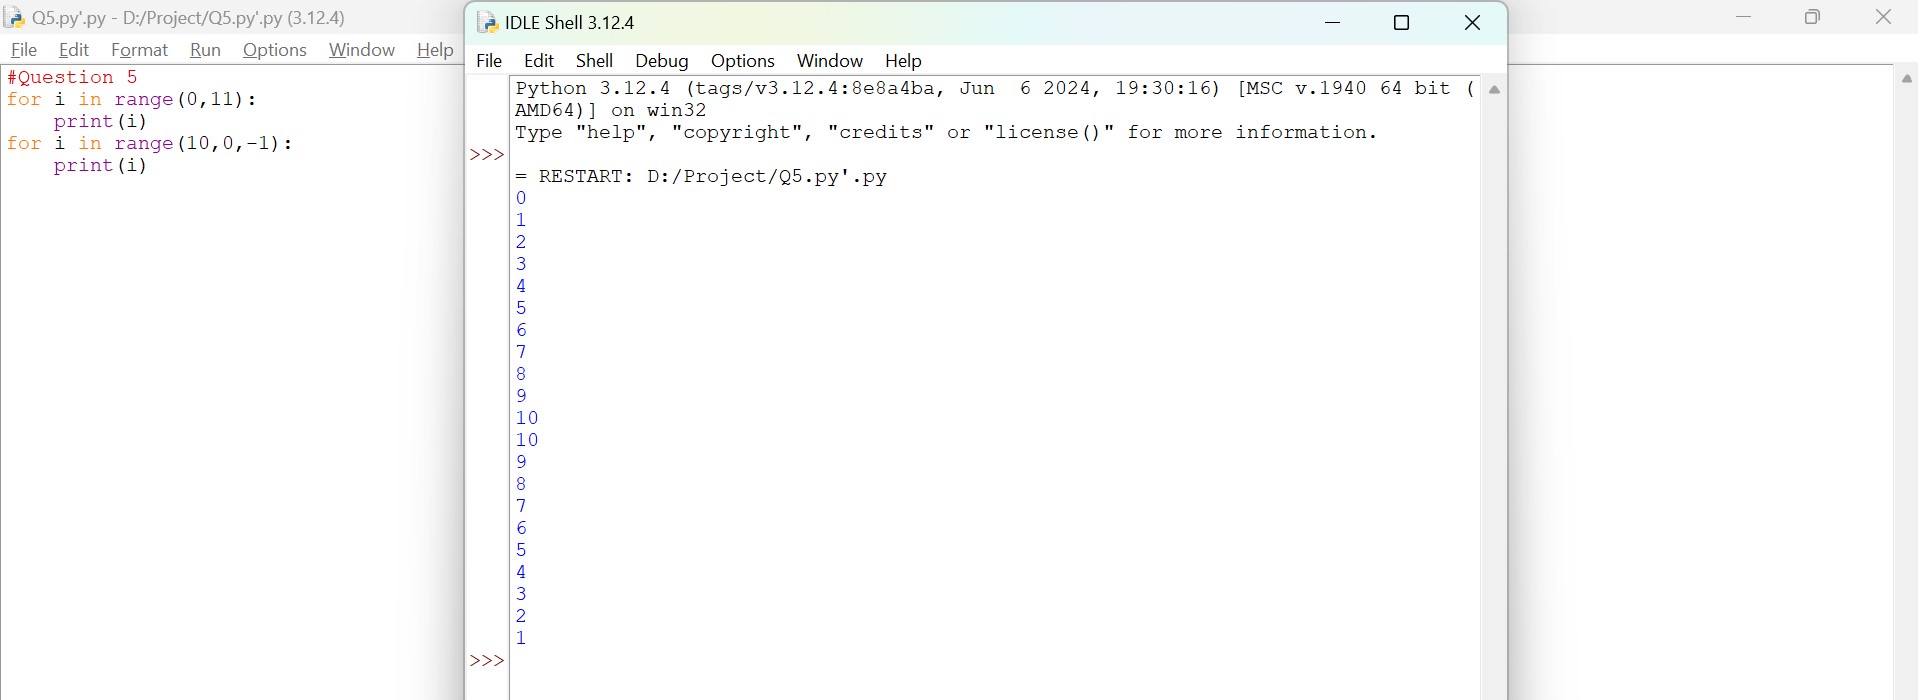 Q5.py'.py - D:/Project/Q5.py'.py (3.12.4)
File Edit Format Run Options Window Help
#Question 5
for i in range(0,11):
    print(i)
for i in range(10,0,-1):
    print(i)
IDLE Shell 3.12.4
File Edit Shell Debug Options Window Help
Python 3.12.4 (tags/v3.12.4:8e8a4ba, Jun  6 2024, 19:30:16) [MSC v.1940 64 bit (
AMD64)] on win32
Type "help", "copyright", "credits" or "license()" for more information.
>>>
= RESTART: D:/Project/Q5.py'.py
0
1
2
3
4
5
6
7
8
9
10
10
9
8
7
6
5
4
3
2
1
>>>